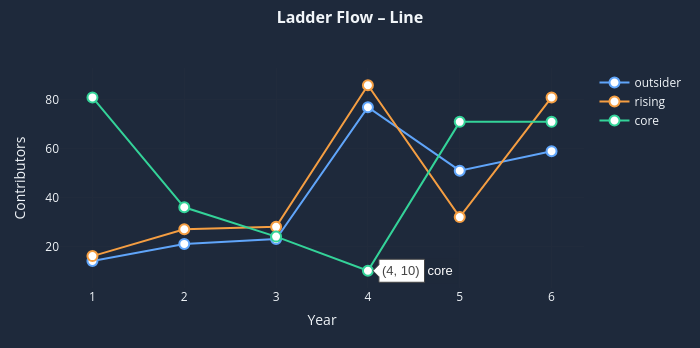 Ladder Flow – Line
Contributors
80
60
40
20
1 2 3 4 5 6
Year
(4, 10) core
outsider
rising
core